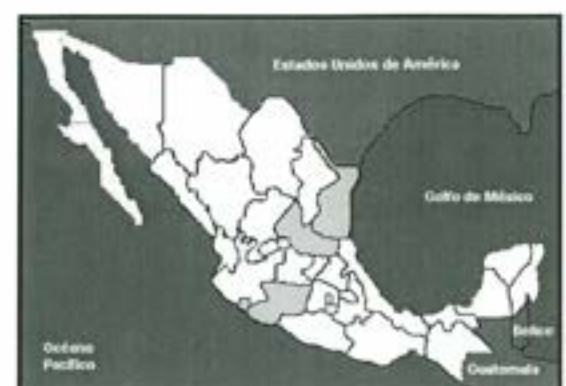 Estados Unidos de América
Golfo de México
Belice
Océano
Pacífico
Guatemala